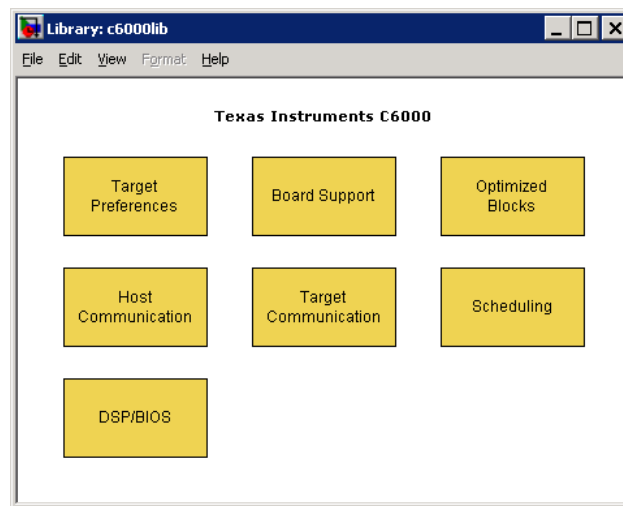 Library: c6000lib
File Edit View Format Help
Texas Instruments C6000
Target
Preferences
Board Support
Optimized
Blocks
Host
Communication
Target
Communication
Scheduling
DSP/BIOS